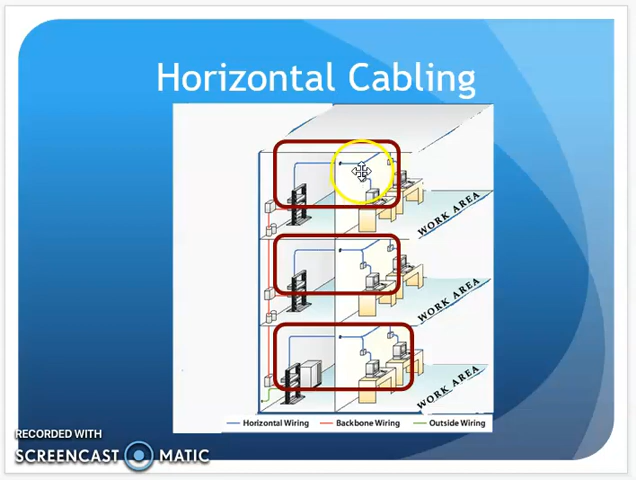 Horizontal Cabling
WORK AREA
WORK AREA
WORK AREA
Horizontal Wiring Backbone Wiring Outside Wiring
RECORDED WITH
SCREENCAST MATIC